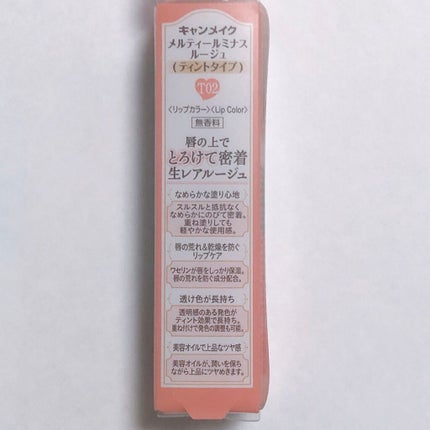 キャンメイク
メルティールミナス
ルージュ
(ティントタイプ)
T02
〈リップカラー〉〈Lip Color〉
無香料
唇の上で
とろけて密着
生レアルージュ
なめらかな塗り心地
スルスルと抵抗なく
なめらかにのびて密着。
重ね塗りしても
軽やかな使用感。
唇の荒れ&乾燥を防ぐ
リップケア
ワセリンが唇をしっかり保湿。
唇の荒れを防ぐ成分配合。
透け色が長持ち
透明感のある発色が
ティント効果で長持ち。
重ね付けで発色の調整も可能。
美容オイルで上品なツヤ感
美容オイルが、潤いを保ち
ながら上品にツヤめきます。